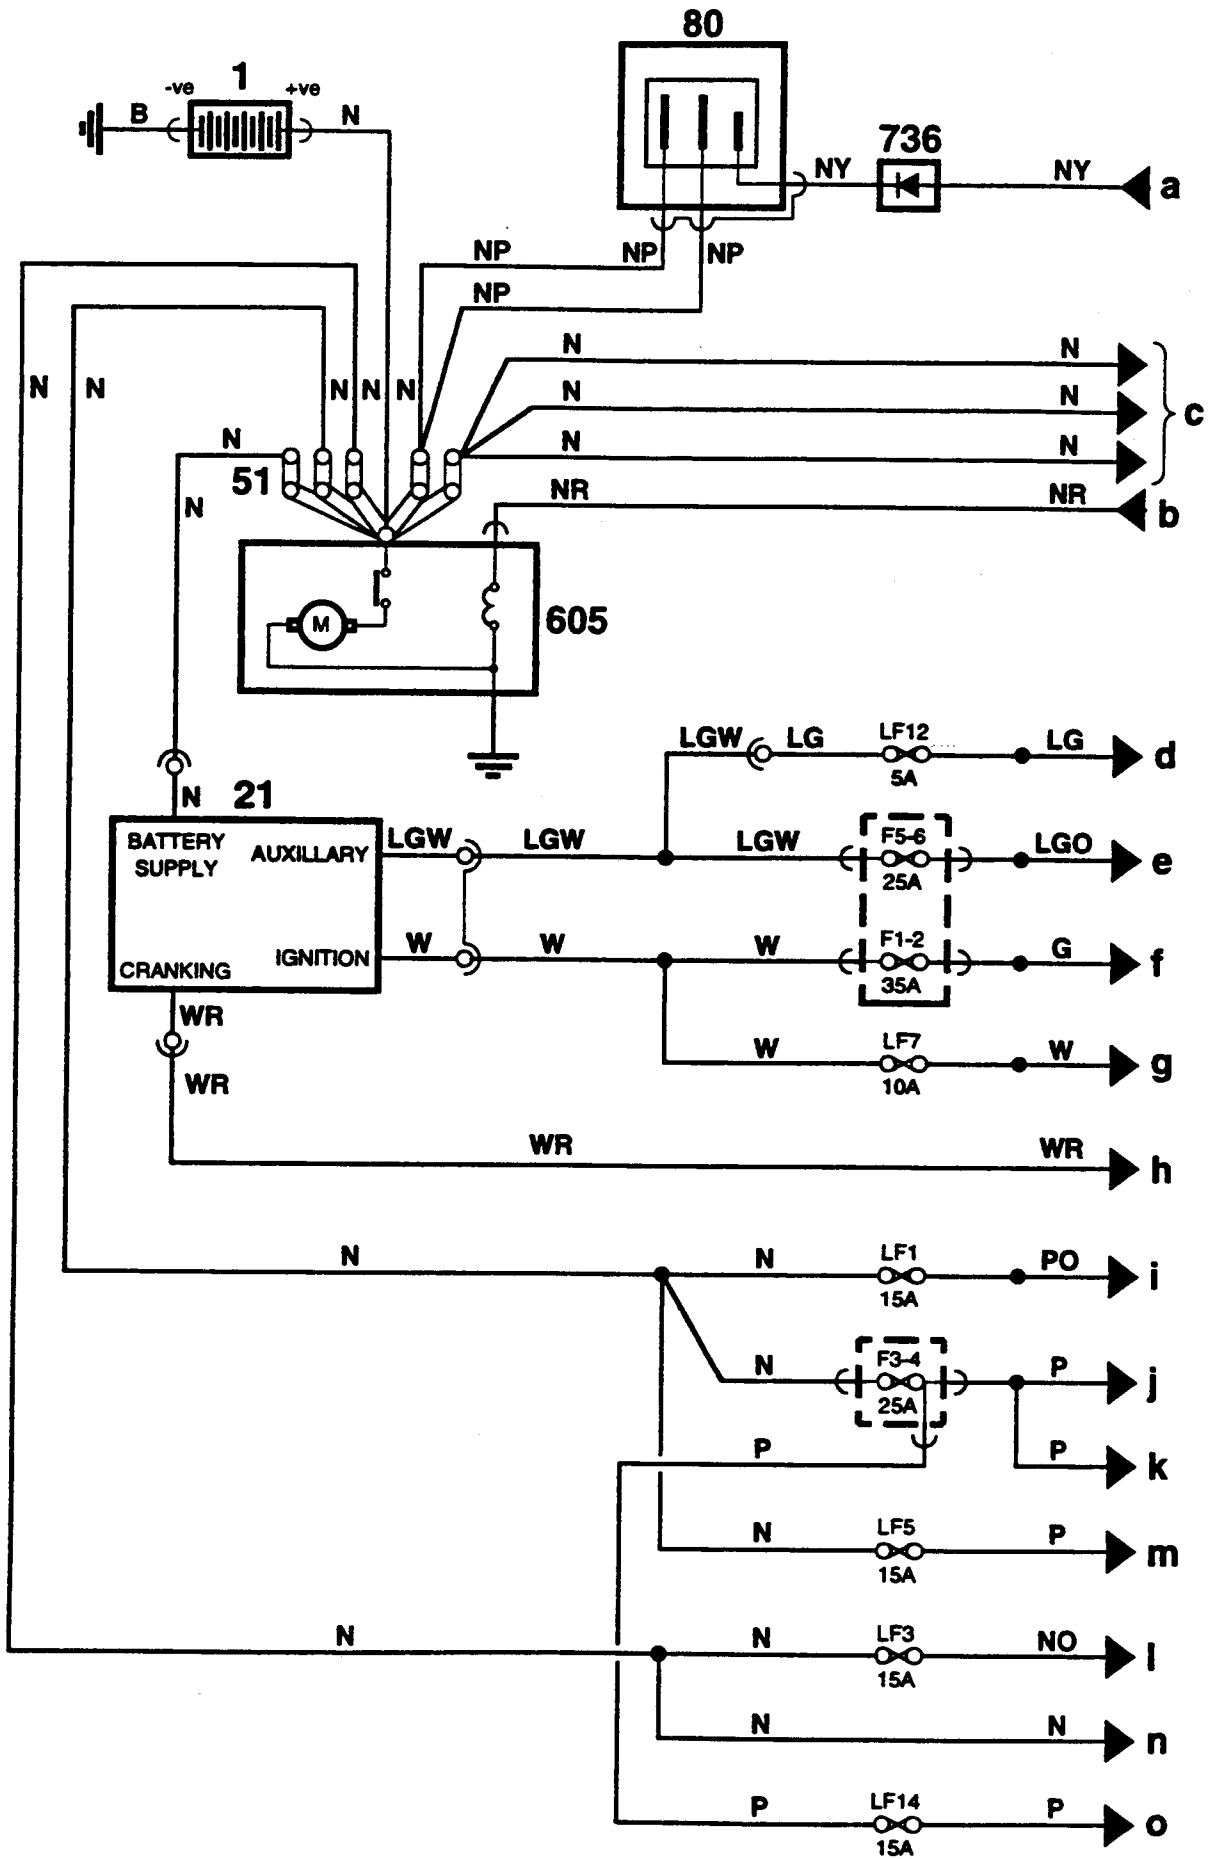 80
1
-ve +ve
B N
736
NY NY a
NP NP NP
NP
N N
N N N N N
N N c
N N N
51
NR NR b
N
M
605
LGW LG LF12 LG d
5A
N 21
BATTERY
SUPPLY
AUXILLARY
LGW LGW LGW F5-6 LGO e
25A
IGNITION
W W W F1-2 G f
35A
CRANKING
WR
W LF7 W g
10A
WR
WR WR h
N N LF1 PO i
15A
N F3-4 P j
25A
P P k
N LF5 P m
15A
N N LF3 NO l
15A
N N n
P LF14 P o
15A